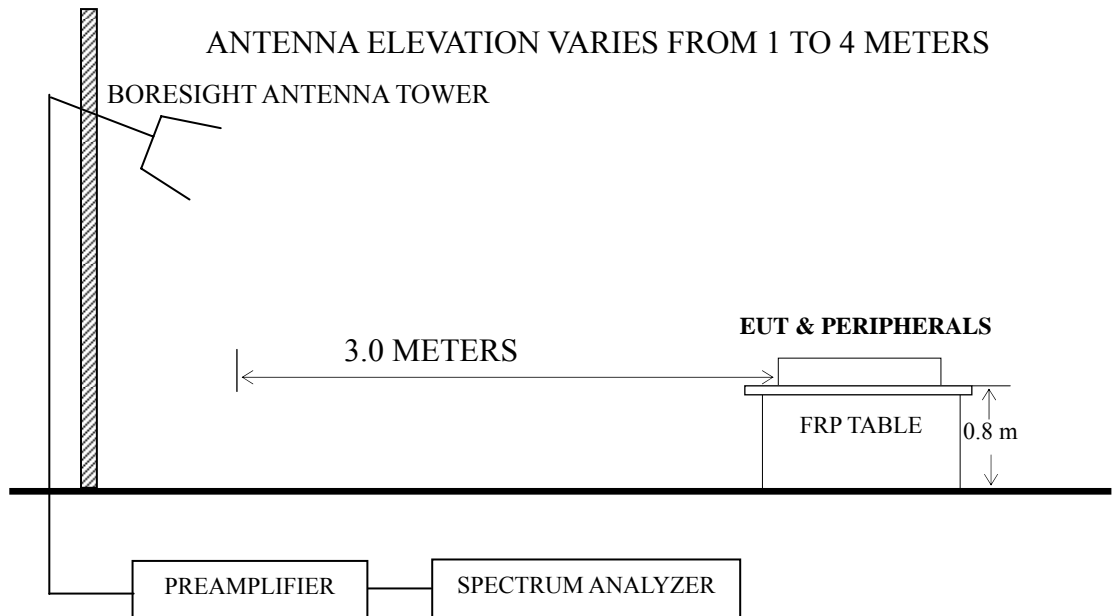 ANTENNA ELEVATION VARIES FROM 1 TO 4 METERS
BORESIGHT ANTENNA TOWER
EUT & PERIPHERALS
3.0 METERS
FRP TABLE
0.8 m
PREAMPLIFIER
SPECTRUM ANALYZER